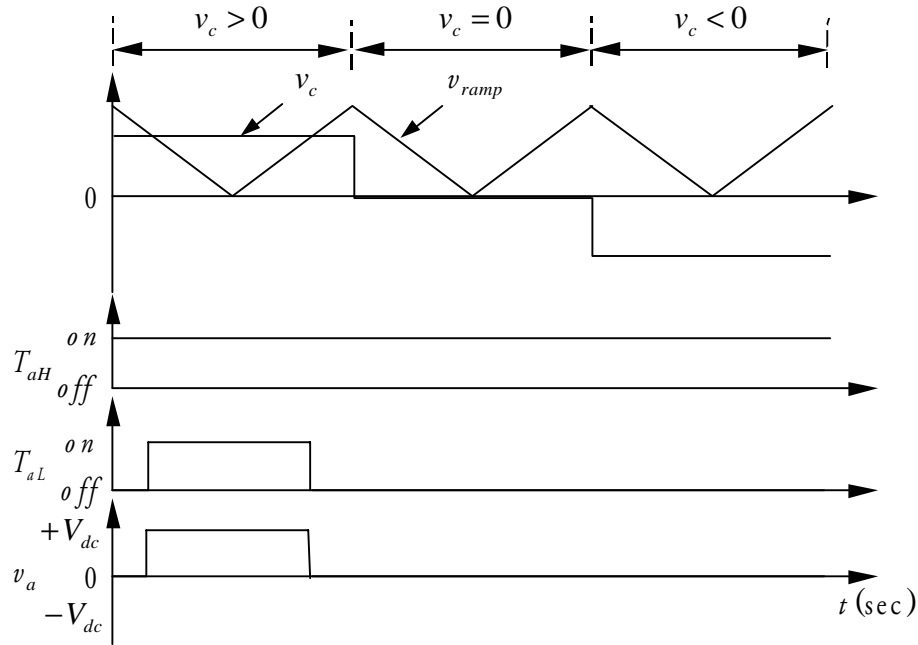 v_c > 0 v_c = 0 v_c < 0
v_c v_ramp
0
on
T_aH
off
on
T_aL
off
+V_dc
v_a 0
−V_dc
t (sec)